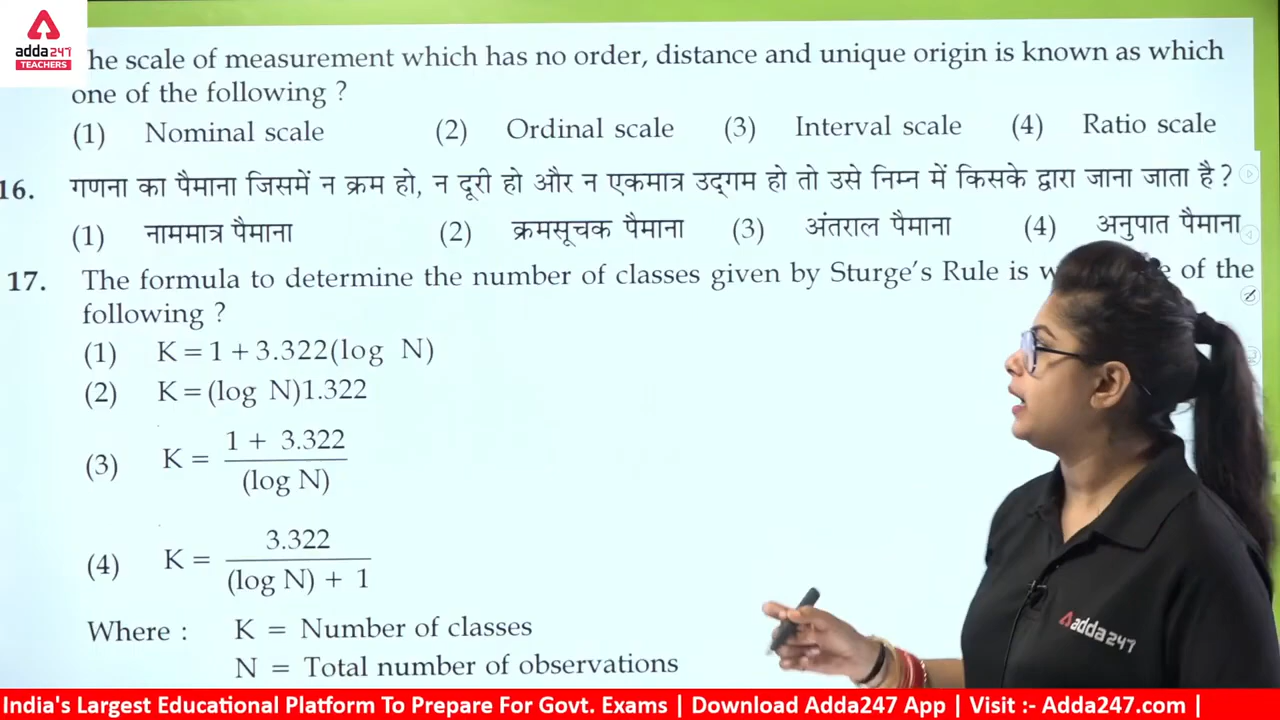 adda247
TEACHERS
he scale of measurement which has no order, distance and unique origin is known as which
one of the following ?
(1) Nominal scale (2) Ordinal scale (3) Interval scale (4) Ratio scale
16. गणना का पैमाना जिसमें न क्रम हो, न दूरी हो और न एकमात्र उद्‌गम हो तो उसे निम्न में किसके द्वारा जाना जाता है ?
(1) नाममात्र पैमाना (2) क्रमसूचक पैमाना (3) अंतराल पैमाना (4) अनुपात पैमाना
17. The formula to determine the number of classes given by Sturge's Rule is of the
following ?
(1) K = 1 + 3.322(log N)
(2) K = (log N)1.322
(3) K = 1 + 3.322
(log N)
(4) K = 3.322
(log N) + 1
Where : K = Number of classes
N = Total number of observations
adda247
India's Largest Educational Platform To Prepare For Govt. Exams | Download Adda247 App | Visit :- Adda247.com |